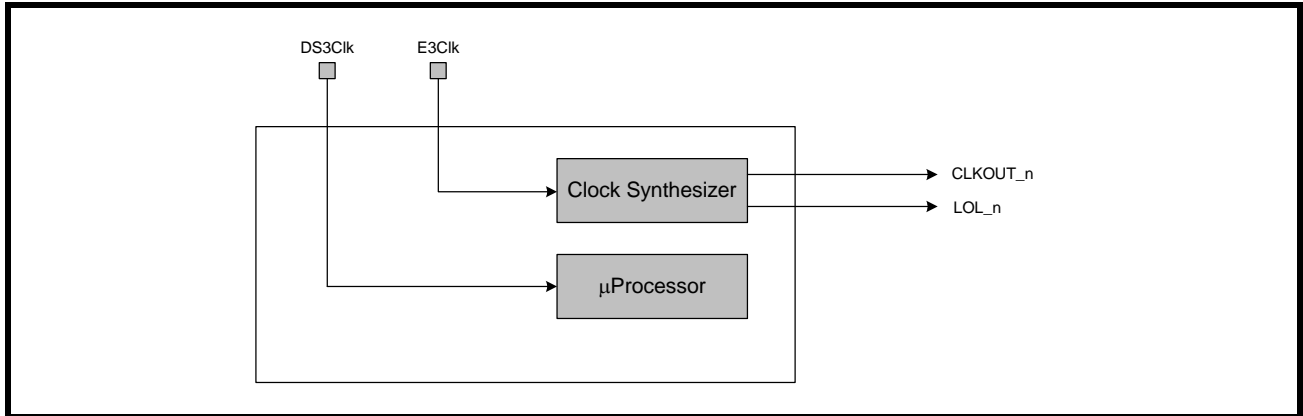 DS3Clk
E3Clk
Clock Synthesizer
CLKOUT_n
LOL_n
μProcessor